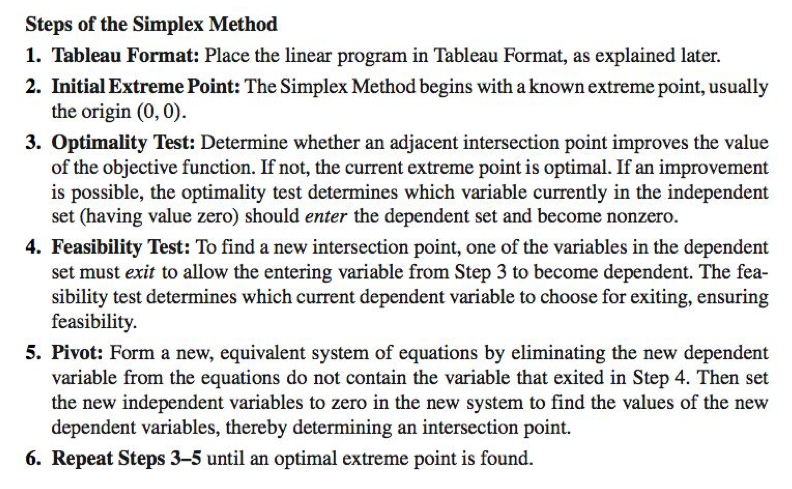 Steps of the Simplex Method
1. Tableau Format: Place the linear program in Tableau Format, as explained later.
2. Initial Extreme Point: The Simplex Method begins with a known extreme point, usually
the origin (0, 0).
3. Optimality Test: Determine whether an adjacent intersection point improves the value
of the objective function. If not, the current extreme point is optimal. If an improvement
is possible, the optimality test determines which variable currently in the independent
set (having value zero) should enter the dependent set and become nonzero.
4. Feasibility Test: To find a new intersection point, one of the variables in the dependent
set must exit to allow the entering variable from Step 3 to become dependent. The fea-
sibility test determines which current dependent variable to choose for exiting, ensuring
feasibility.
5. Pivot: Form a new, equivalent system of equations by eliminating the new dependent
variable from the equations do not contain the variable that exited in Step 4. Then set
the new independent variables to zero in the new system to find the values of the new
dependent variables, thereby determining an intersection point.
6. Repeat Steps 3–5 until an optimal extreme point is found.